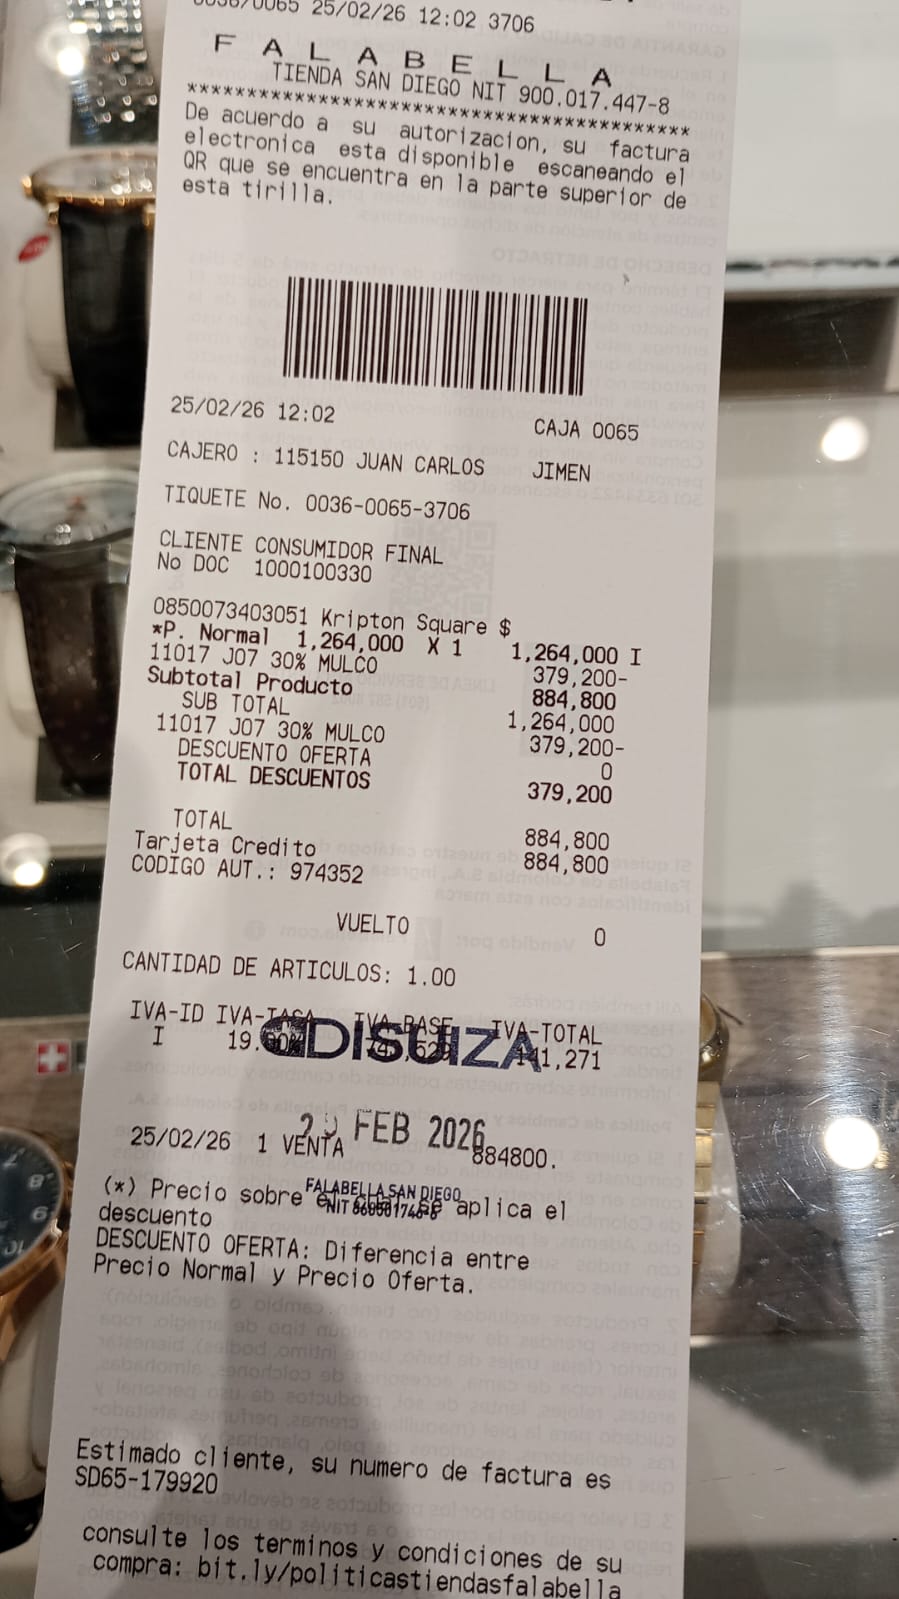 0036/0065 25/02/26 12:02 3706
F A L A B E L L A
TIENDA SAN DIEGO NIT 900.017.447-8
****************************************
De acuerdo a su autorizacion, su factura
electronica esta disponible escaneando el
QR que se encuentra en la parte superior de
esta tirilla.
25/02/26 12:02 CAJA 0065
CAJERO : 115150 JUAN CARLOS JIMEN
TIQUETE No. 0036-0065-3706
CLIENTE CONSUMIDOR FINAL
No DOC 1000100330
0850073403051 Kripton Square $
*P. Normal 1,264,000 X 1 1,264,000 I
11017 J07 30% MULCO 379,200-
Subtotal Producto 884,800
SUB TOTAL 1,264,000
11017 J07 30% MULCO 379,200-
DESCUENTO OFERTA 0
TOTAL DESCUENTOS 379,200
TOTAL 884,800
Tarjeta Credito 884,800
CODIGO AUT.: 974352
VUELTO 0
CANTIDAD DE ARTICULOS: 1.00
IVA-ID IVA-TASA IVA-BASE IVA-TOTAL
I 19.00% 141,271
DISUIZA
FEB 2026
25/02/26 1 VENTA 884800.
FALABELLA SAN DIEGO
(*) Precio sobre el cual se aplica el
descuento
DESCUENTO OFERTA: Diferencia entre
Precio Normal y Precio Oferta.
Estimado cliente, su numero de factura es
SD65-179920
consulte los terminos y condiciones de su
compra: bit.ly/politicastiendasfalabella